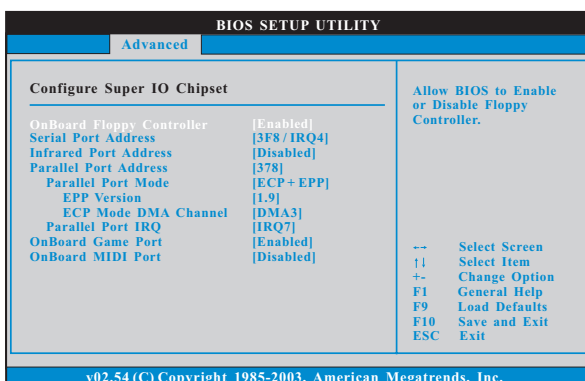 BIOS SETUP UTILITY
Advanced
Configure Super IO Chipset
OnBoard Floppy Controller [Enabled]
Serial Port Address [3F8 / IRQ4]
Infrared Port Address [Disabled]
Parallel Port Address [378]
Parallel Port Mode [ECP + EPP]
EPP Version [1.9]
ECP Mode DMA Channel [DMA3]
Parallel Port IRQ [IRQ7]
OnBoard Game Port [Enabled]
OnBoard MIDI Port [Disabled]
Allow BIOS to Enable
or Disable Floppy
Controller.
←→ Select Screen
↑↓ Select Item
+- Change Option
F1 General Help
F9 Load Defaults
F10 Save and Exit
ESC Exit
v02.54 (C) Copyright 1985-2003, American Megatrends, Inc.